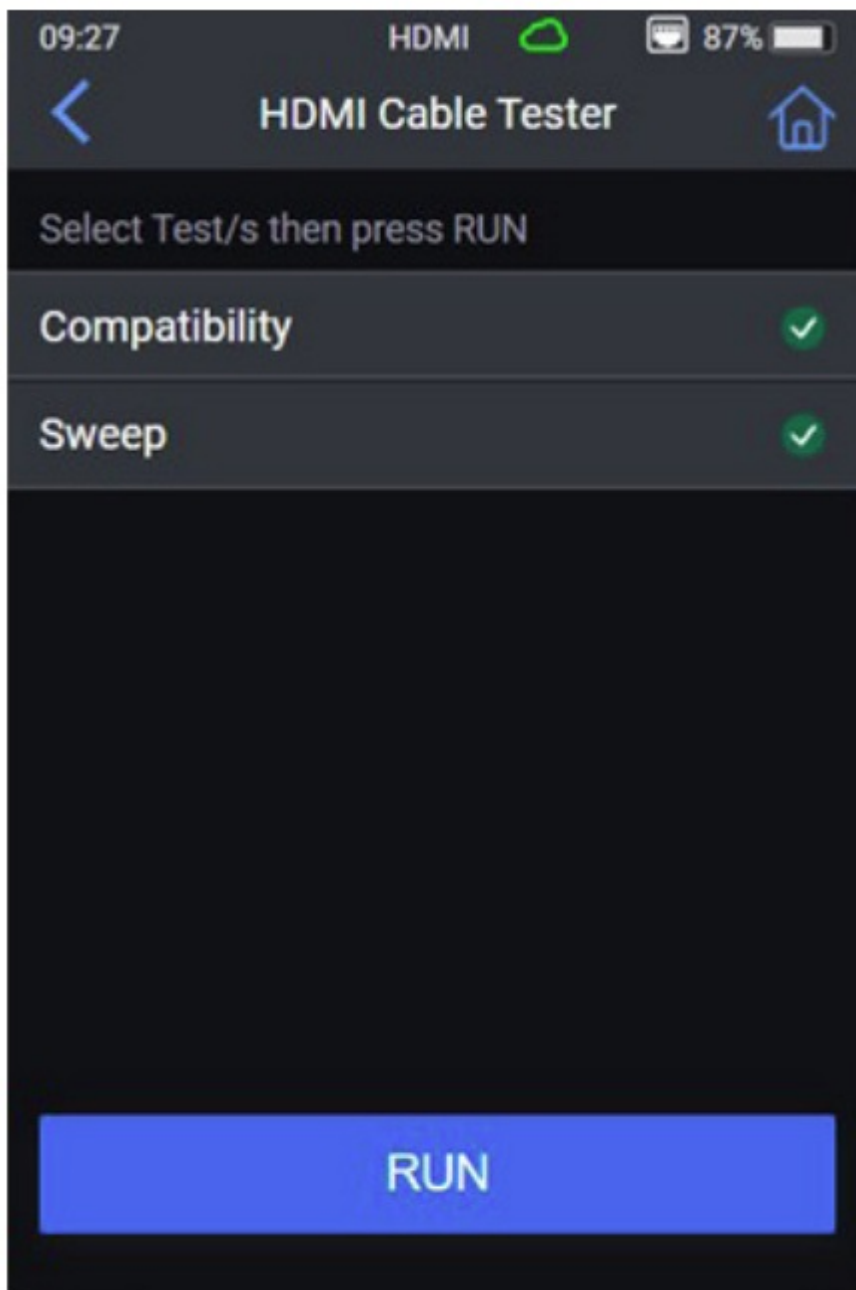 09:27 HDMI 87%
HDMI Cable Tester
Select Test/s then press RUN
Compatibility
Sweep
RUN